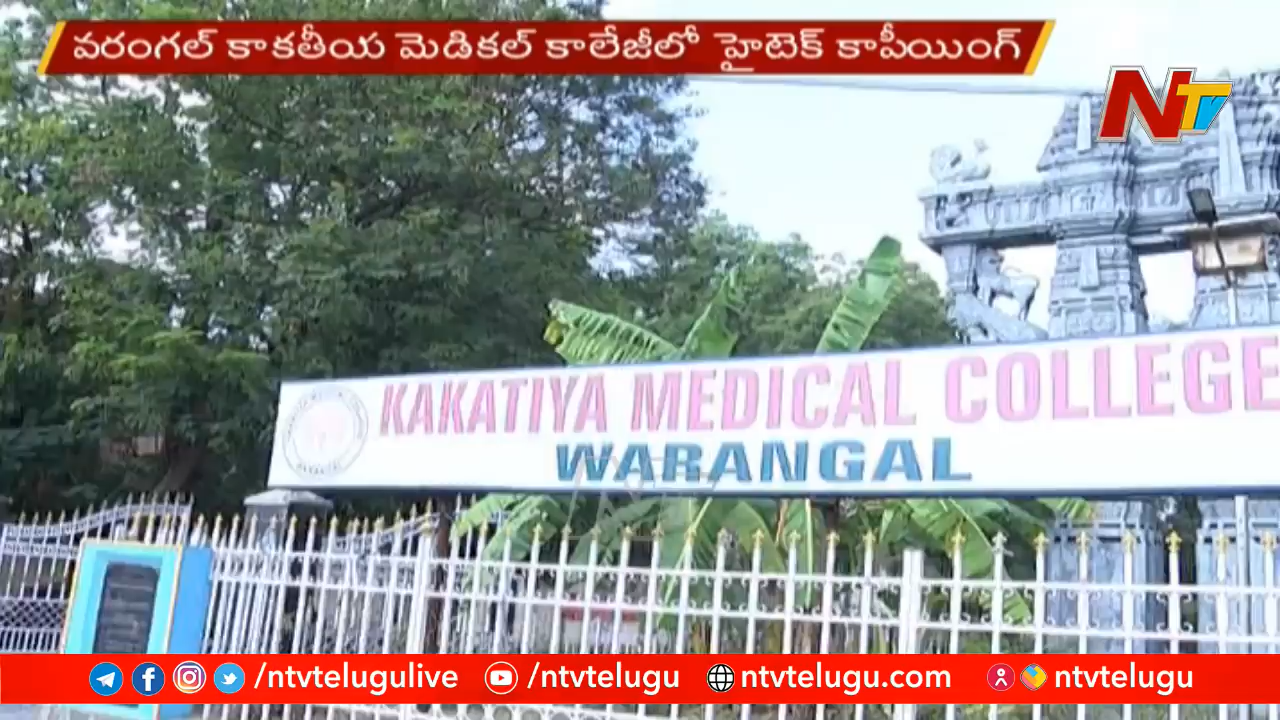 వరంగల్ కాకతీయ మెడికల్ కాలేజీలో హైటెక్ కాపీయింగ్
NTV
KAKATIYA MEDICAL COLLEGE
WARANGAL
/ntvtelugulive /ntvtelugu ntvtelugu.com ntvtelugu